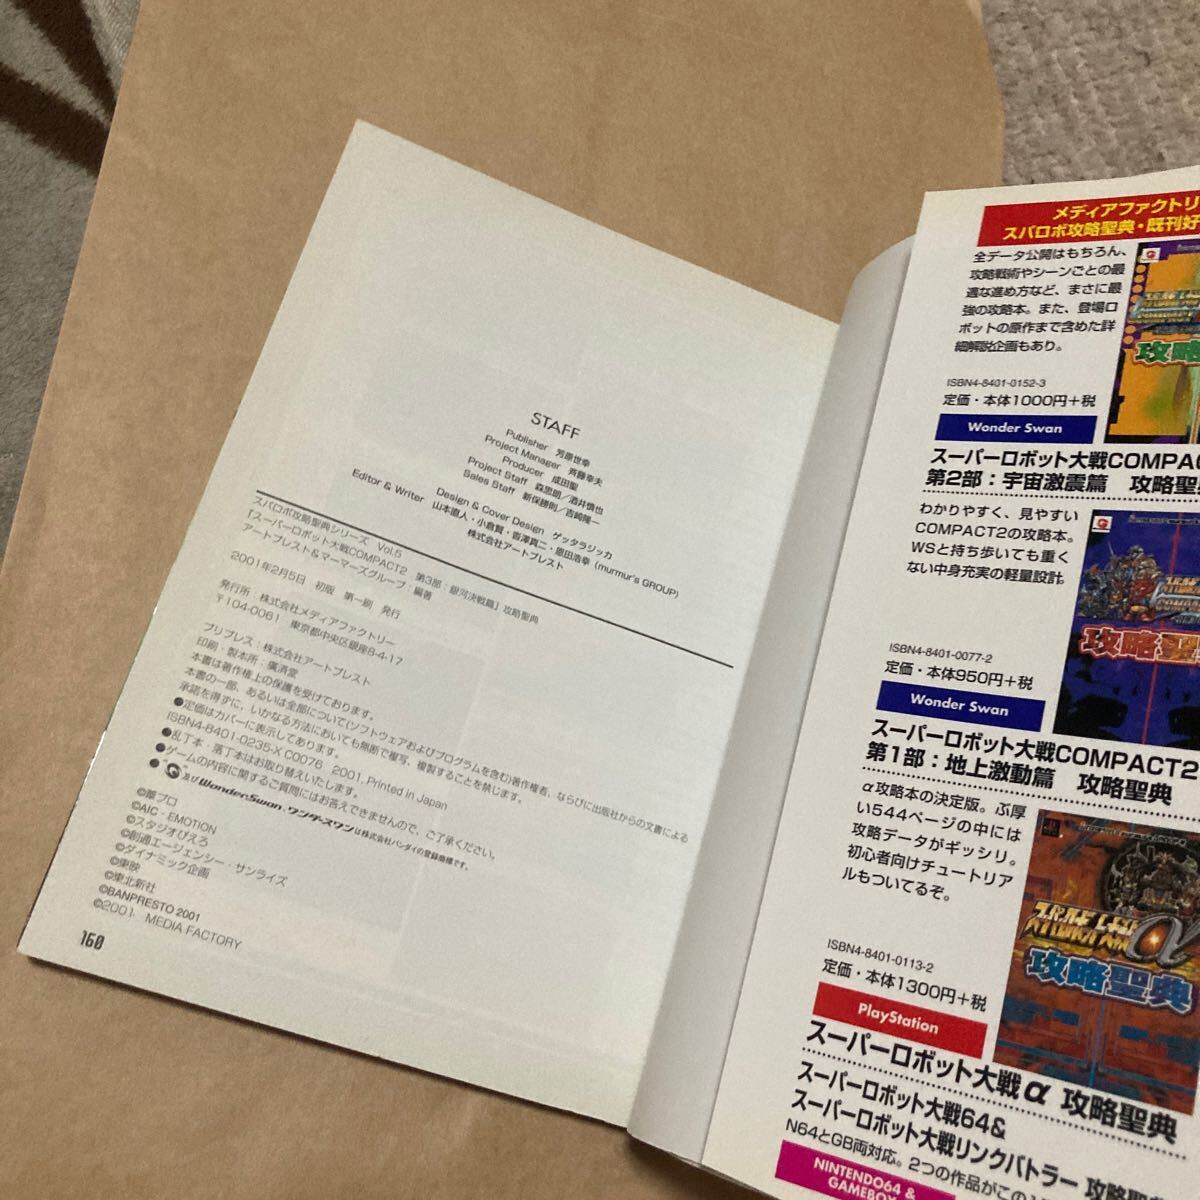 STAFF
Publisher 芳原世幸
Project Manager 斉藤幸夫
Producer 成田聖
Project Staff 森思朗/酒井慎也
Sales Staff 新保勝則/吉崎隆一
Design & Cover Design ゲッタラジッカ
Editor & Writer 山本直人・小倉賢・皆澤真二・恩田浩幸 (murmur's GROUP)
株式会社アートプレスト
スパロボ攻略聖典シリーズ Vol.5
『スーパーロボット大戦COMPACT2 第3部:銀河決戦篇』攻略聖典
アートプレスト&マーマーズグループ:編著
2001年2月5日 初版 第一刷 発行
発行所:株式会社メディアファクトリー
〒104-0061 東京都中央区銀座8-4-17
プリプレス:株式会社アートプレスト
印刷・製本所:廣済堂
本書は著作権上の保護を受けております。
本書の一部、あるいは全部について(ソフトウェアおよびプログラムを含む)著作権者、ならびに出版社からの文書による
承諾を得ずに、いかなる方法においても無断で複写、複製することを禁じます。
●定価はカバーに表示してあります。
ISBN4-8401-0235-X C0076 2001.Printed in Japan
●乱丁本・落丁本はお取り替えいたします。
●ゲームの内容に関するご質問にはお答えできませんので、ご了承ください。
● 及びWonderSwan、ワンダースワンは株式会社バンダイの登録商標です。
©葦プロ
©AIC・EMOTION
©スタジオぴえろ
©創通エージェンシー・サンライズ
©ダイナミック企画
©東映
©東北新社
©BANPRESTO 2001
©2001 MEDIA FACTORY
160
メディアファクトリ
スパロボ攻略聖典・既刊好
全データ公開はもちろん、
攻略戦術やシーンごとの最
適な進め方など、まさに最
強の攻略本。また、登場ロ
ボットの原作まで含めた詳
細解説企画もあり。
ISBN4-8401-0152-3
定価・本体1000円+税
Wonder Swan
スーパーロボット大戦COMPA
第2部:宇宙激震篇 攻略聖典
わかりやすく、見やすい
COMPACT2の攻略本。
WSと持ち歩いても重く
ない中身充実の軽量設計。
攻略聖
ISBN4-8401-0077-2
定価・本体950円+税
Wonder Swan
スーパーロボット大戦COMPACT2
第1部:地上激動篇 攻略聖典
α攻略本の決定版。ぶ厚
い544ページの中には
攻略データがギッシリ。
初心者向けチュートリア
ルもついてるぞ。
攻略聖典
ISBN4-8401-0113-2
定価・本体1300円+税
PlayStation
スーパーロボット大戦α 攻略聖典
スーパーロボット大戦64&
スーパーロボット大戦リンクバトラー 攻略聖
N64とGB両対応。2つの作品がこの1
NINTENDO64 &
GAMEBOY